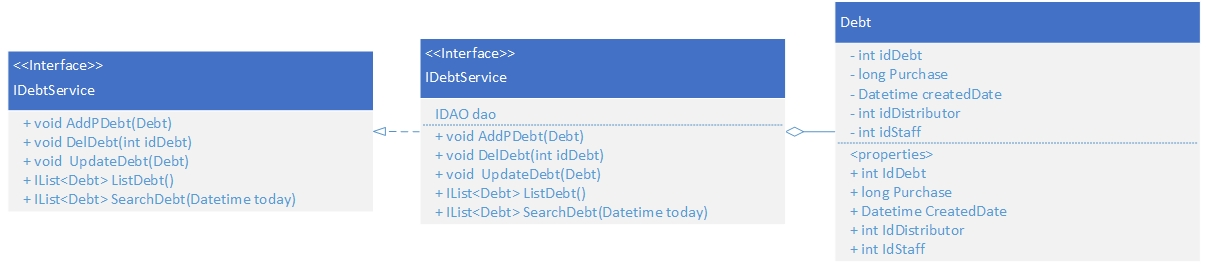 <<Interface>>
IDebtService
+ void AddPDebt(Debt)
+ void DelDebt(int idDebt)
+ void  UpdateDebt(Debt)
+ IList<Debt> ListDebt()
+ IList<Debt> SearchDebt(Datetime today)
<<Interface>>
IDebtService
IDAO dao
+ void AddPDebt(Debt)
+ void DelDebt(int idDebt)
+ void  UpdateDebt(Debt)
+ IList<Debt> ListDebt()
+ IList<Debt> SearchDebt(Datetime today)
Debt
- int idDebt
- long Purchase
- Datetime createdDate
- int idDistributor
- int idStaff
<properties>
+ int IdDebt
+ long Purchase
+ Datetime CreatedDate
+ int IdDistributor
+ int IdStaff